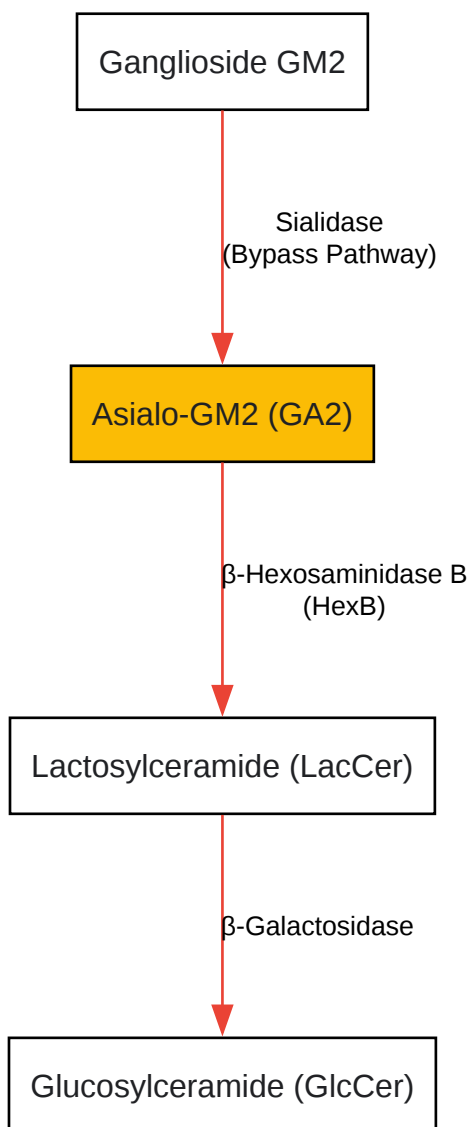 Ganglioside GM2
Sialidase
(Bypass Pathway)
Asialo-GM2 (GA2)
β-Hexosaminidase B
(HexB)
Lactosylceramide (LacCer)
β-Galactosidase
Glucosylceramide (GlcCer)